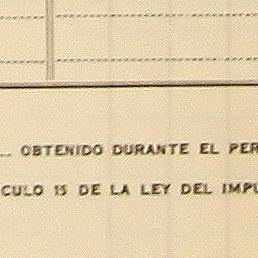 .. OBTENIDO DURANTE EL PER
CULO 15 DE LA LEY DEL IMPU